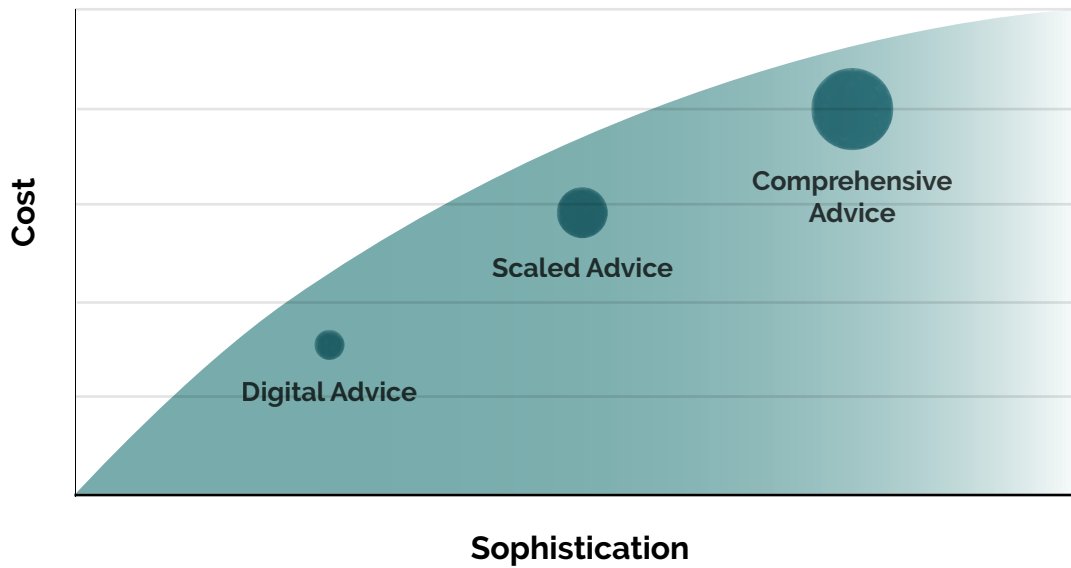 Cost
Comprehensive
Advice
Scaled Advice
Digital Advice
Sophistication